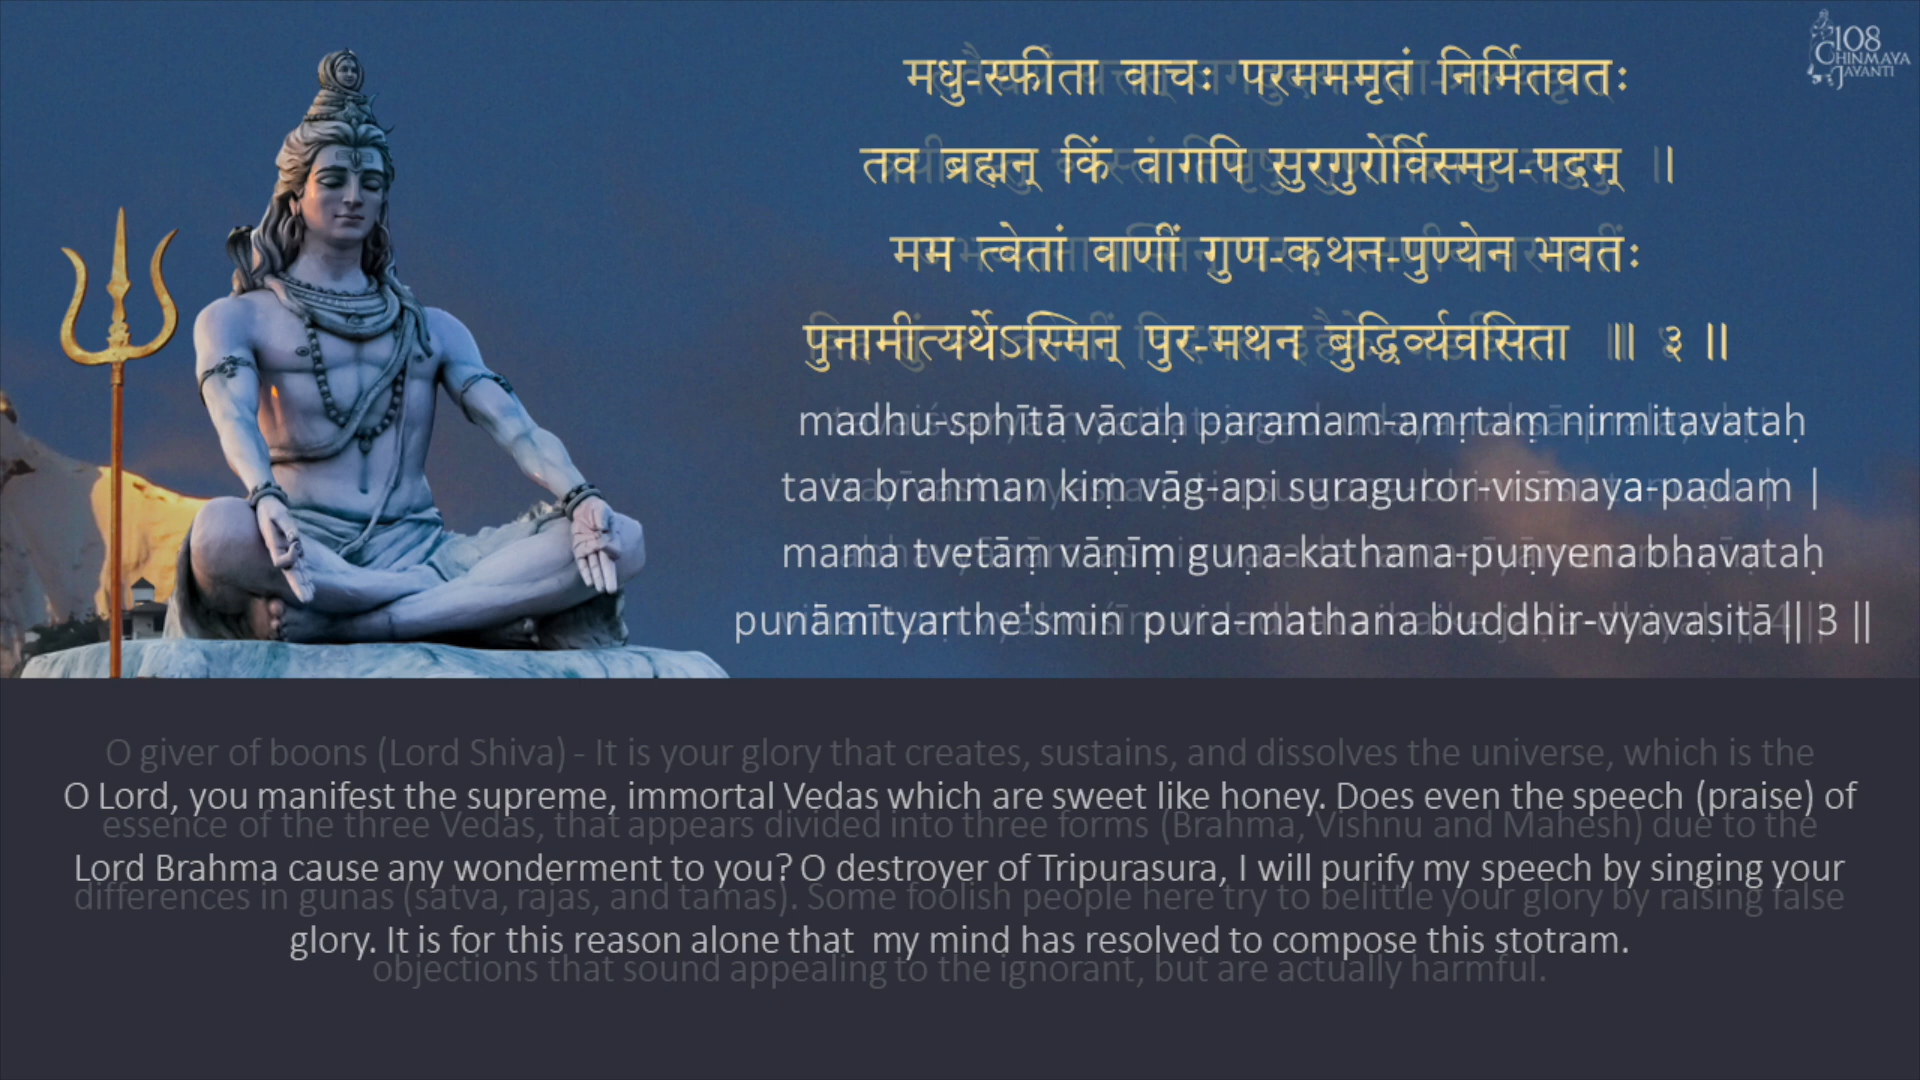 108
CHINMAYA
JAYANTI
मधु-स्फीता वाचः परमममृतं निर्मितवतः
तव ब्रह्मन् किं वागपि सुरगुरोर्विस्मय-पदम् ।
मम त्वेतां वाणीं गुण-कथन-पुण्येन भवतः
पुनामीत्यर्थेऽस्मिन् पुर-मथन बुद्धिर्व्यवसिता ॥ ३ ॥
madhu-sphītā vācaḥ paramam-amṛtaṃ nirmitavataḥ
tava brahman kiṃ vāg-api suraguror-vismaya-padam |
mama tvetāṃ vāṇīṃ guṇa-kathana-puṇyena bhavataḥ
punāmītyarthe'smin pura-mathana buddhir-vyavasitā || 3 ||
O giver of boons (Lord Shiva) - It is your glory that creates, sustains, and dissolves the universe, which is the
O Lord, you manifest the supreme, immortal Vedas which are sweet like honey. Does even the speech (praise) of
essence of the three Vedas, that appears divided into three forms (Brahma, Vishnu and Mahesh) due to the
Lord Brahma cause any wonderment to you? O destroyer of Tripurasura, I will purify my speech by singing your
differences in gunas (satva, rajas, and tamas). Some foolish people here try to belittle your glory by raising false
glory. It is for this reason alone that my mind has resolved to compose this stotram.
objections that sound appealing to the ignorant, but are actually harmful.